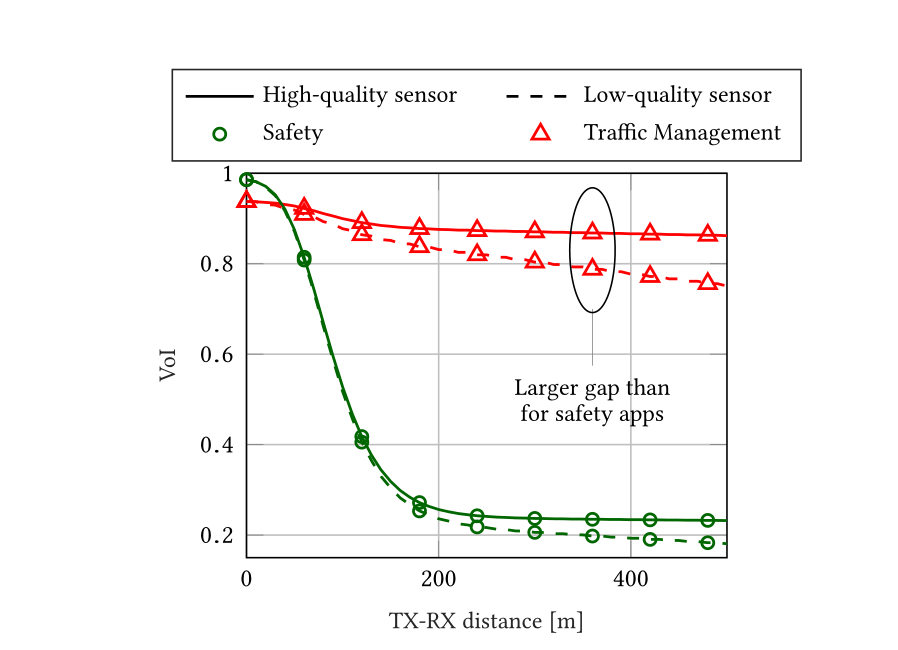 High-quality sensor
Low-quality sensor
Safety
Traffic Management
1
0.8
0.6
0.4
0.2
VoI
Larger gap than
for safety apps
0
200
400
TX-RX distance [m]